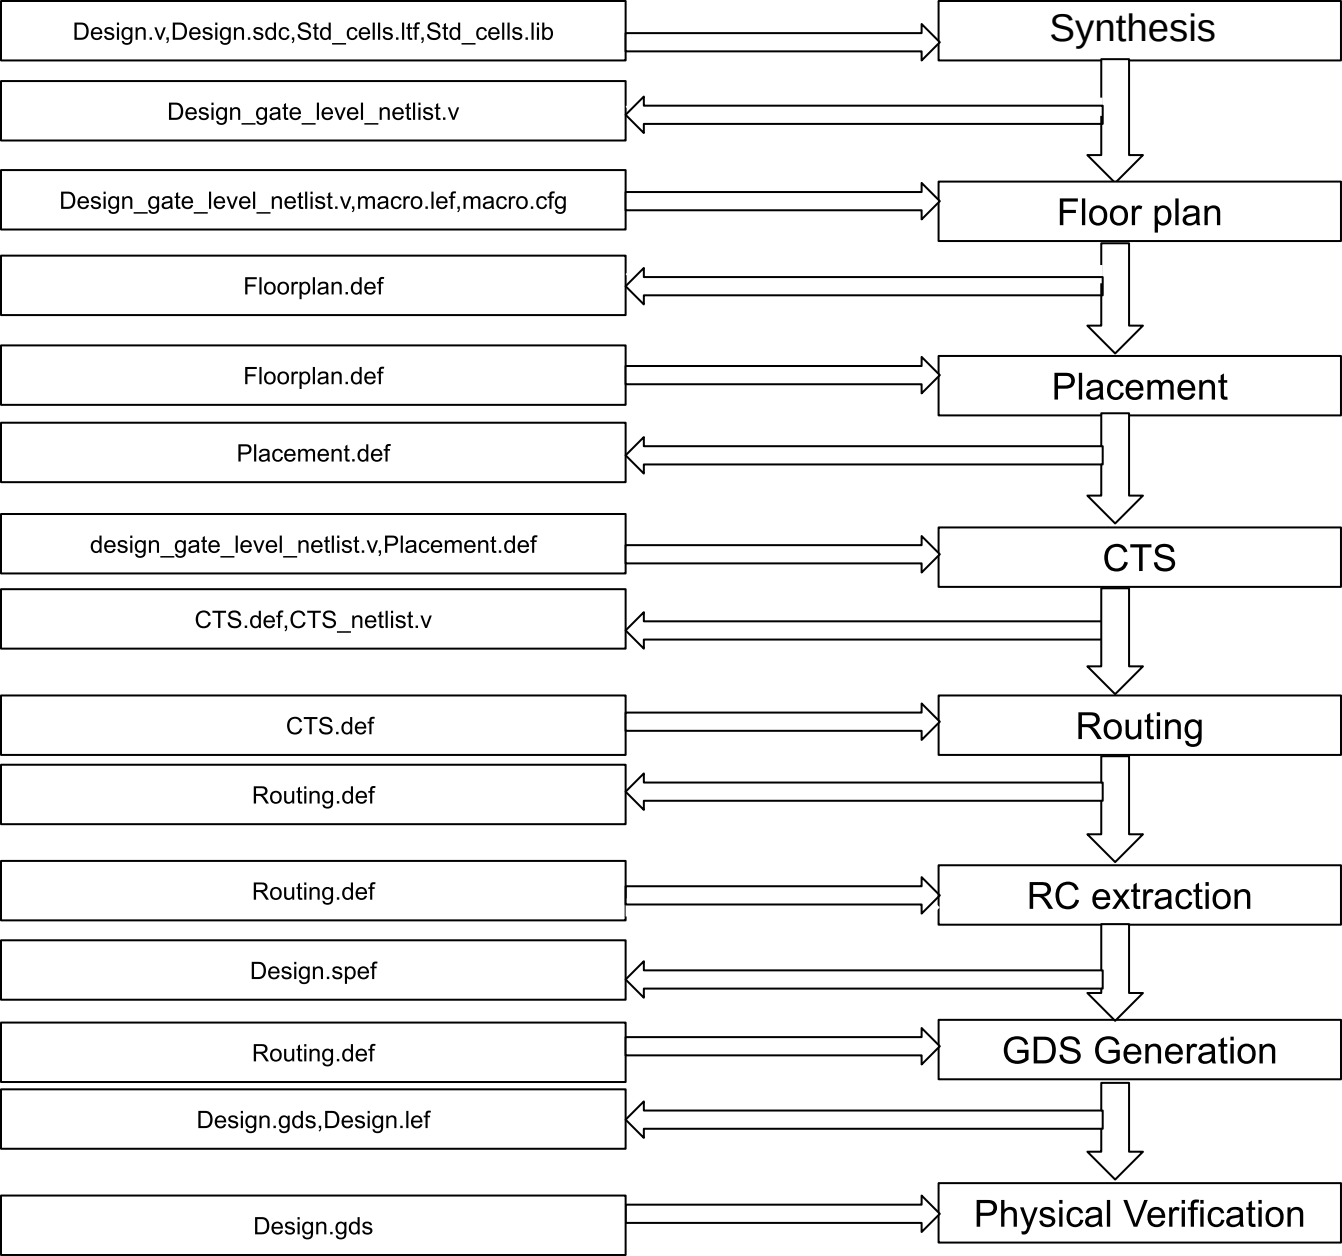 Design.v,Design.sdc,Std_cells.ltf,Std_cells.lib
Synthesis
Design_gate_level_netlist.v
Design_gate_level_netlist.v,macro.lef,macro.cfg
Floor plan
Floorplan.def
Floorplan.def
Placement
Placement.def
design_gate_level_netlist.v,Placement.def
CTS
CTS.def,CTS_netlist.v
CTS.def
Routing
Routing.def
Routing.def
RC extraction
Design.spef
Routing.def
GDS Generation
Design.gds,Design.lef
Design.gds
Physical Verification